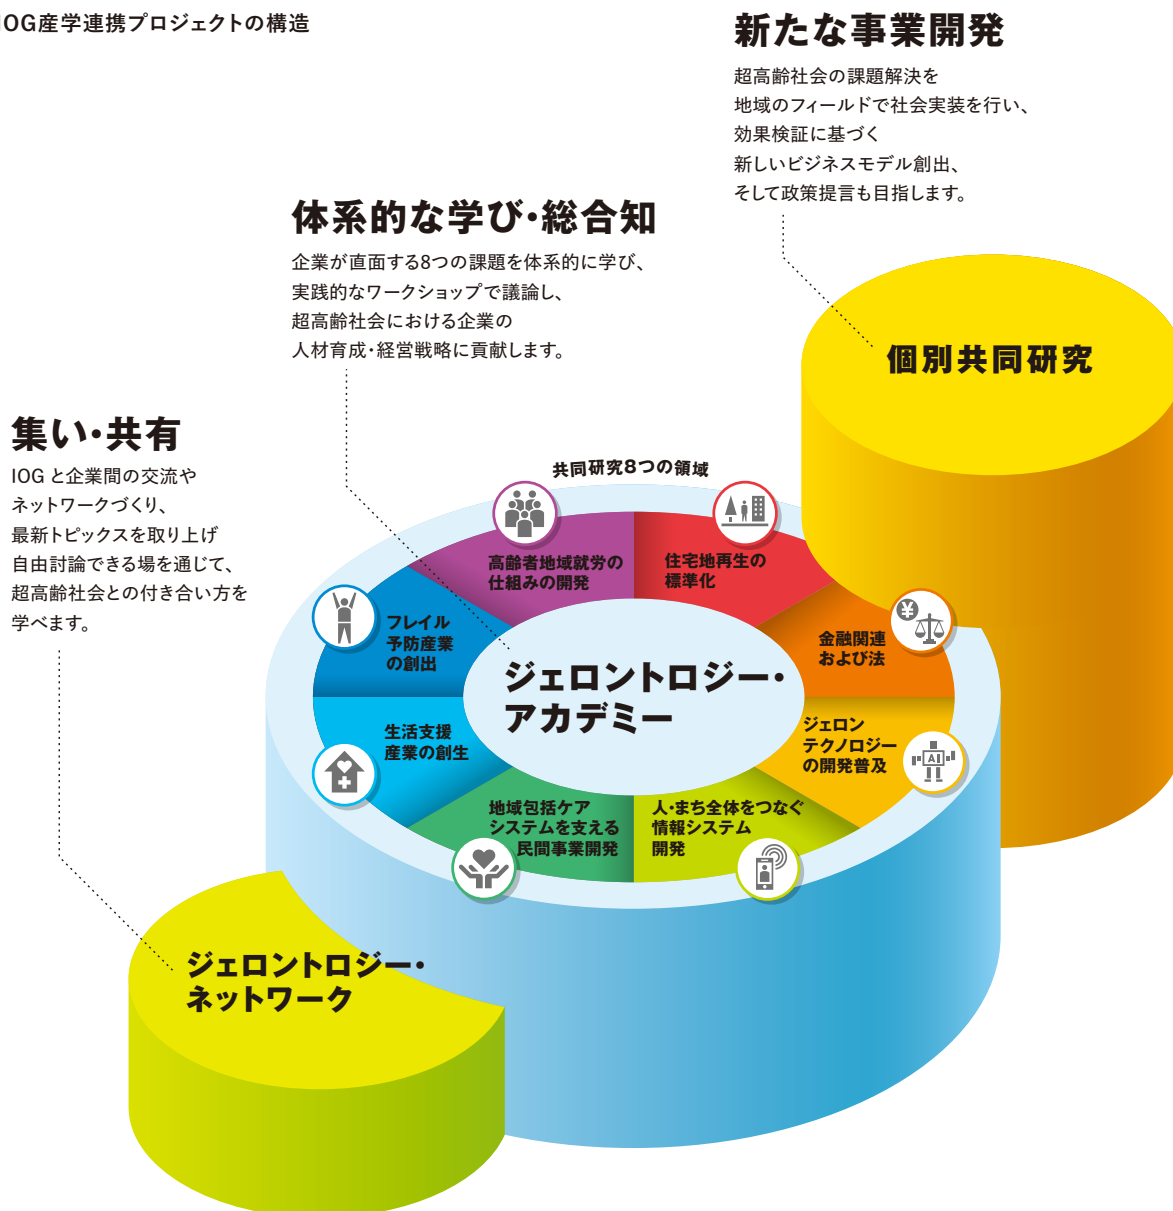 IOG産学連携プロジェクトの構造
新たな事業開発
超高齢社会の課題解決を
地域のフィールドで社会実装を行い、
効果検証に基づく
新しいビジネスモデル創出、
そして政策提言も目指します。
体系的な学び・総合知
企業が直面する8つの課題を体系的に学び、
実践的なワークショップで議論し、
超高齢社会における企業の
人材育成・経営戦略に貢献します。
個別共同研究
集い・共有
IOG と企業間の交流や
ネットワークづくり、
最新トピックスを取り上げ
自由討論できる場を通じて、
超高齢社会との付き合い方を
学べます。
共同研究8つの領域
高齢者地域就労の
仕組みの開発
住宅地再生の
標準化
フレイル
予防産業
の創出
金融関連
および法
¥
ジェロントロジー・
アカデミー
生活支援
産業の創生
ジェロン
テクノロジー
の開発普及
AI
地域包括ケア
システムを支える
民間事業開発
人・まち全体をつなぐ
情報システム
開発
ジェロントロジー・
ネットワーク